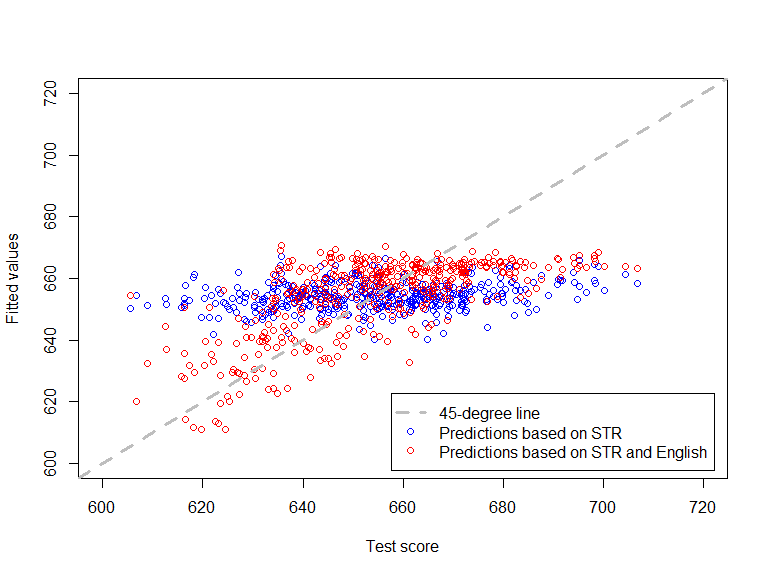 720
700
680
660
640
620
600
Fitted values
45-degree line
Predictions based on STR
Predictions based on STR and English
600 620 640 660 680 700 720
Test score